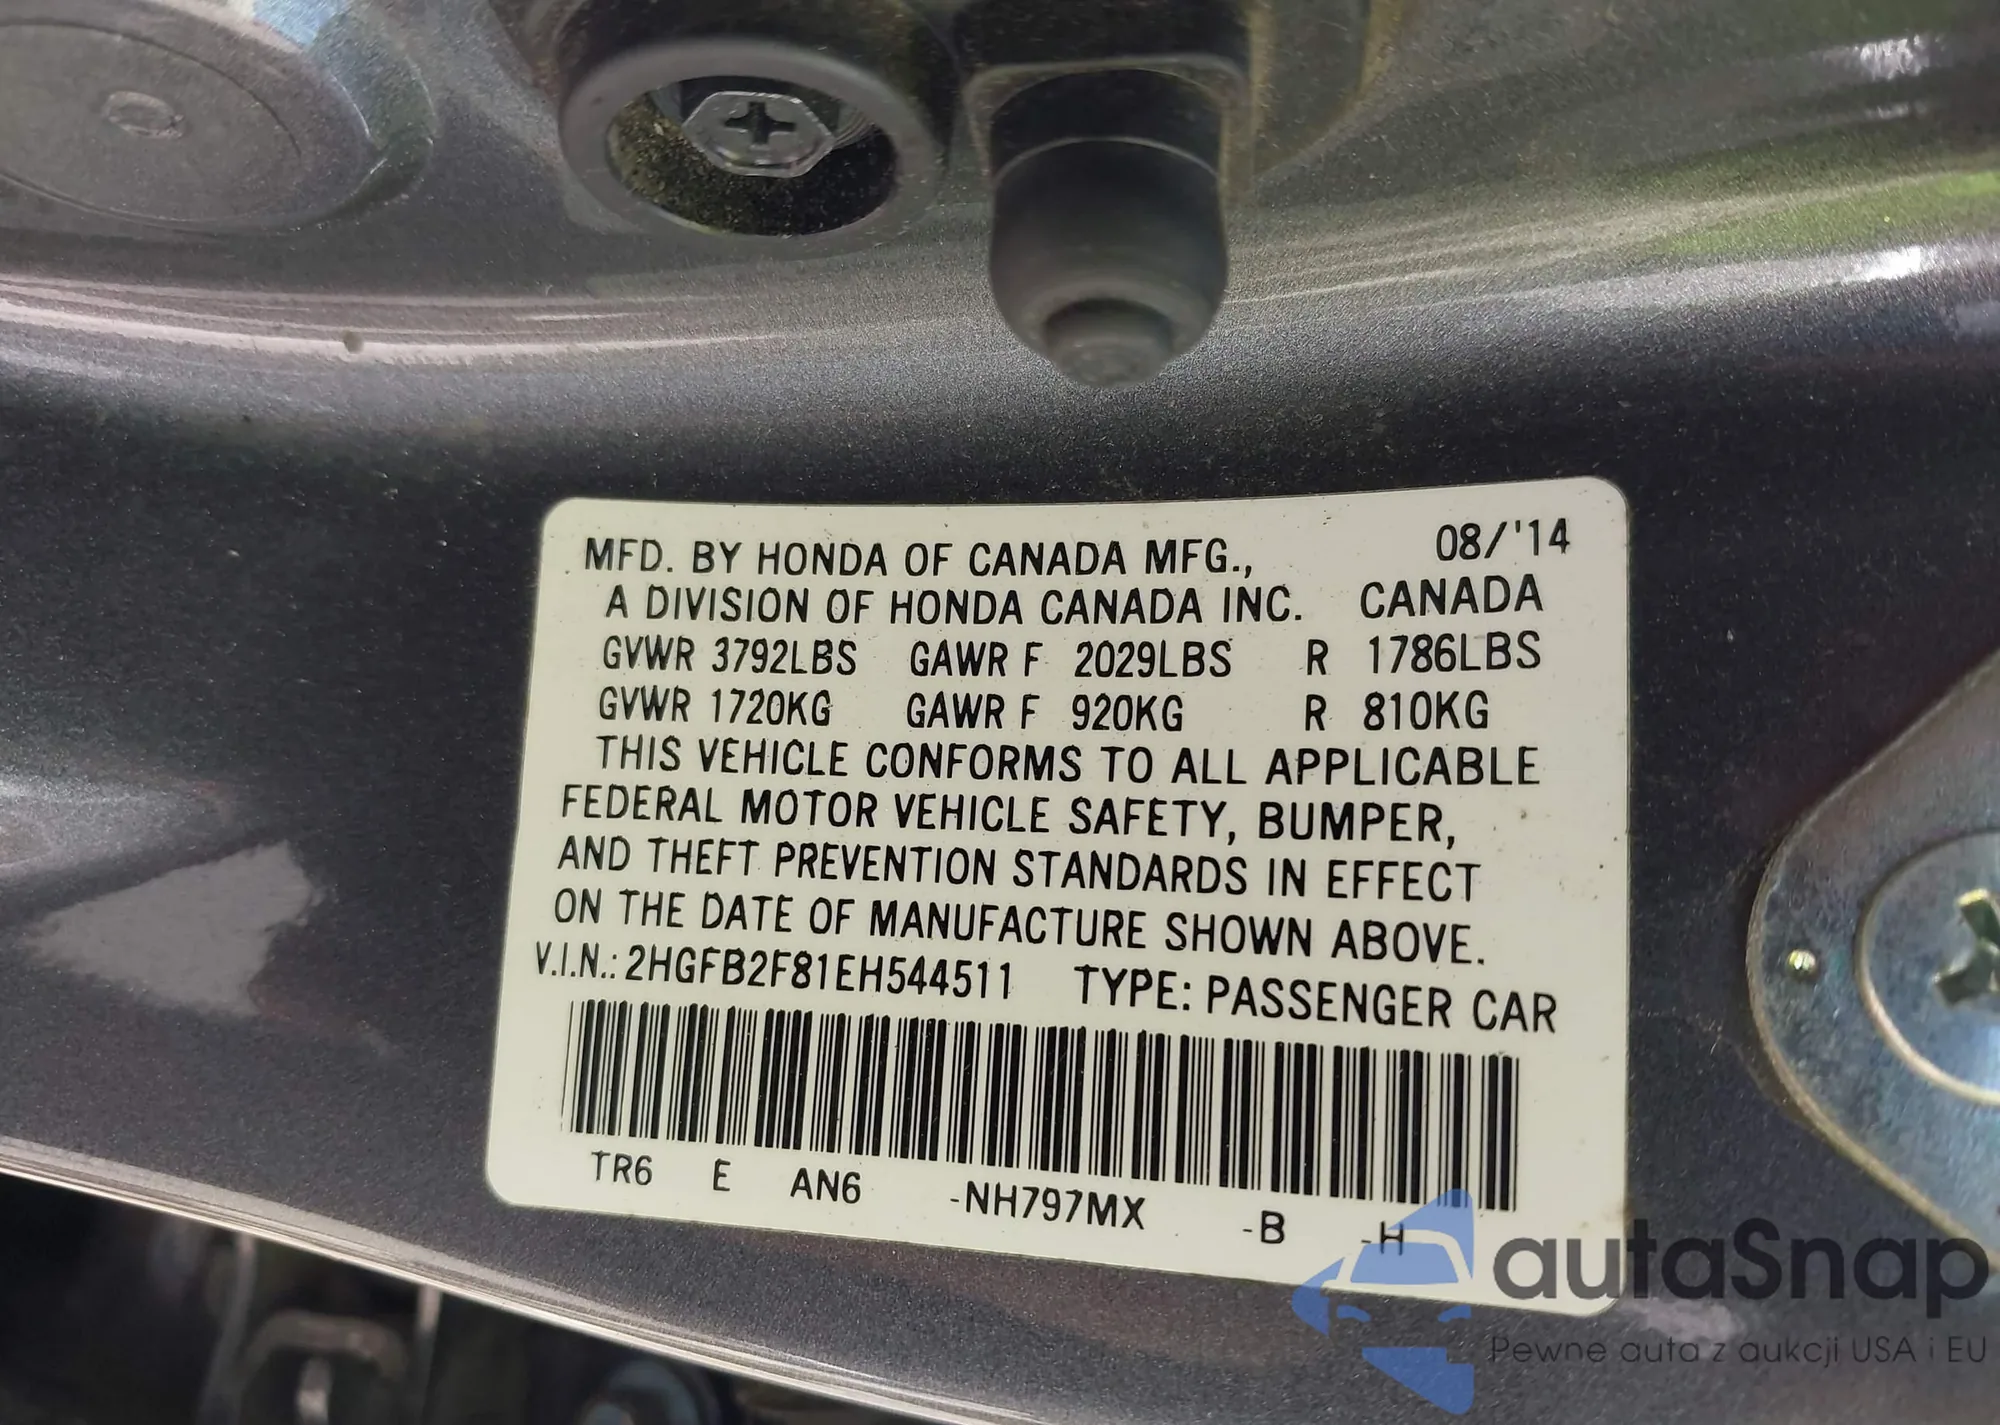 MFD. BY HONDA OF CANADA MFG., 08/'14
A DIVISION OF HONDA CANADA INC. CANADA
GVWR 3792LBS GAWR F 2029LBS R 1786LBS
GVWR 1720KG GAWR F 920KG R 810KG
THIS VEHICLE CONFORMS TO ALL APPLICABLE
FEDERAL MOTOR VEHICLE SAFETY, BUMPER,
AND THEFT PREVENTION STANDARDS IN EFFECT
ON THE DATE OF MANUFACTURE SHOWN ABOVE.
V.I.N.: 2HGFB2F81EH544511 TYPE: PASSENGER CAR
TR6 E AN6 -NH797MX -B -H
autaSnap
Pewne auta z aukcji USA i EU